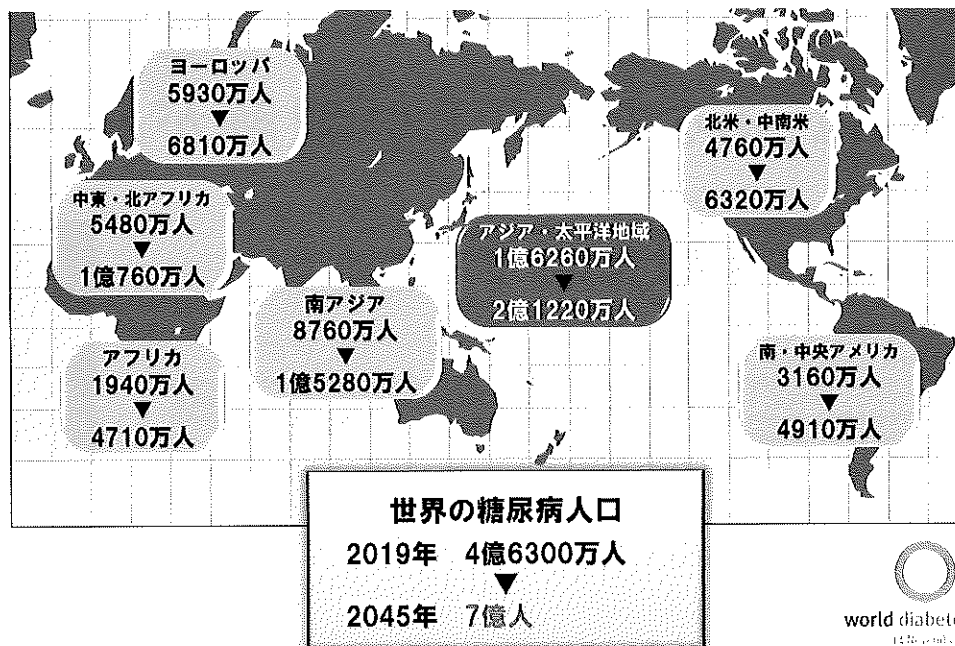 ヨーロッパ
5930万人
▼
6810万人
北米・中南米
4760万人
▼
6320万人
中東・北アフリカ
5480万人
▼
1億760万人
アジア・太平洋地域
1億6260万人
▼
2億1220万人
南アジア
8760万人
▼
1億5280万人
アフリカ
1940万人
▼
4710万人
南・中央アメリカ
3160万人
▼
4910万人
世界の糖尿病人口
2019年 4億6300万人
▼
2045年 7億人
world diabet